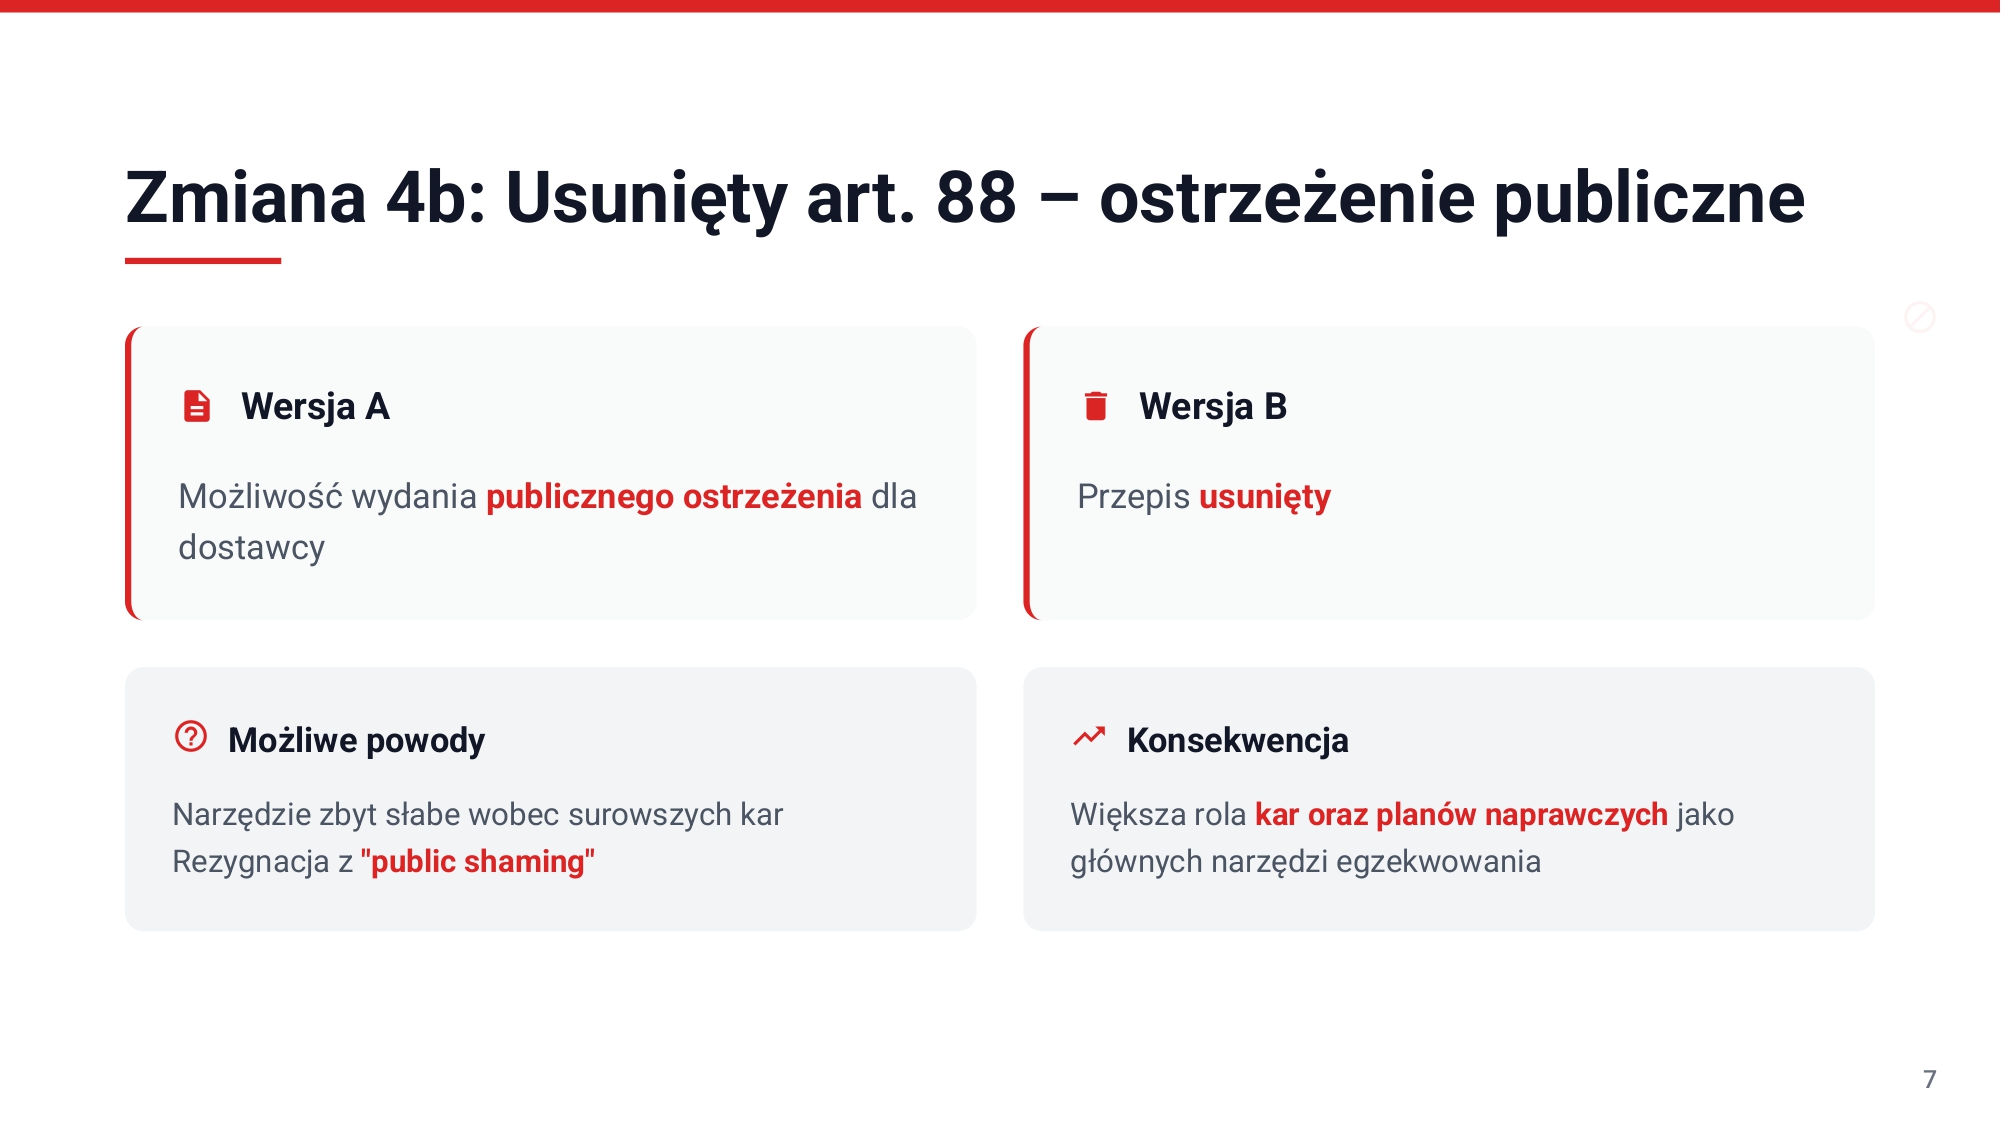 Zmiana 4b: Usunięty art. 88 – ostrzeżenie publiczne
Wersja A
Możliwość wydania publicznego ostrzeżenia dla
dostawcy
Wersja B
Przepis usunięty
Możliwe powody
Narzędzie zbyt słabe wobec surowszych kar
Rezygnacja z "public shaming"
Konsekwencja
Większa rola kar oraz planów naprawczych jako
głównych narzędzi egzekwowania
7